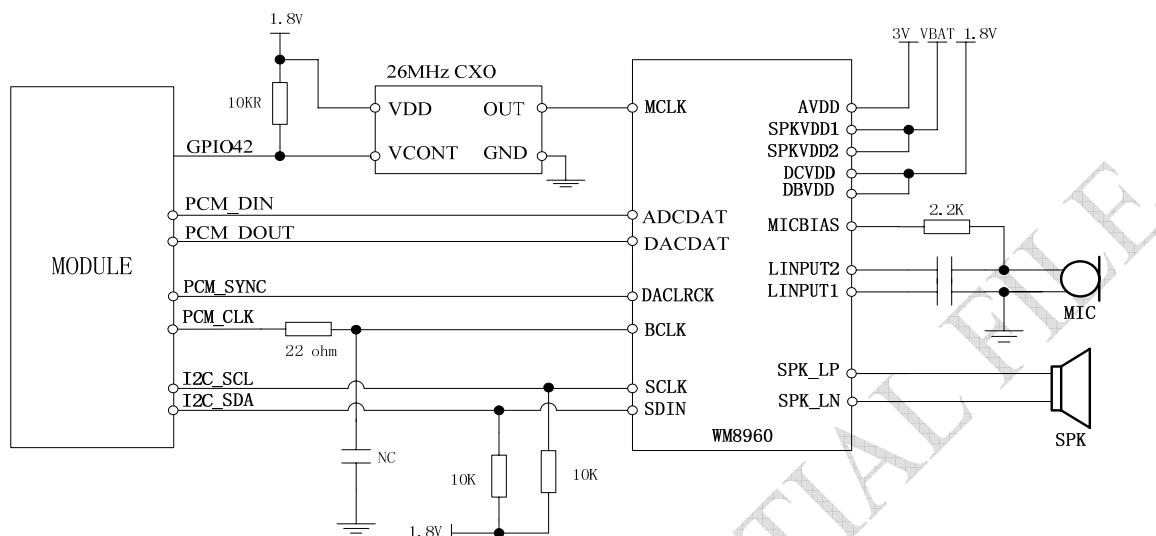 1.8V
3V VBAT 1.8V
26MHz CXO
10KR
VDD OUT
MCLK
AVDD
SPKVDD1
GPIO42
VCONT GND
SPKVDD2
DCVDD
DBVDD
PCM_DIN
ADCDAT
MICBIAS
2.2K
PCM_DOUT
DACDAT
MODULE
LINPUT2
PCM_SYNC
DACLRCK
LINPUT1
MIC
PCM_CLK
22 ohm
BCLK
I2C_SCL
SCLK
SPK_LP
I2C_SDA
SDIN
SPK_LN
WM8960
SPK
NC
10K
10K
1.8V
TIAL FILE